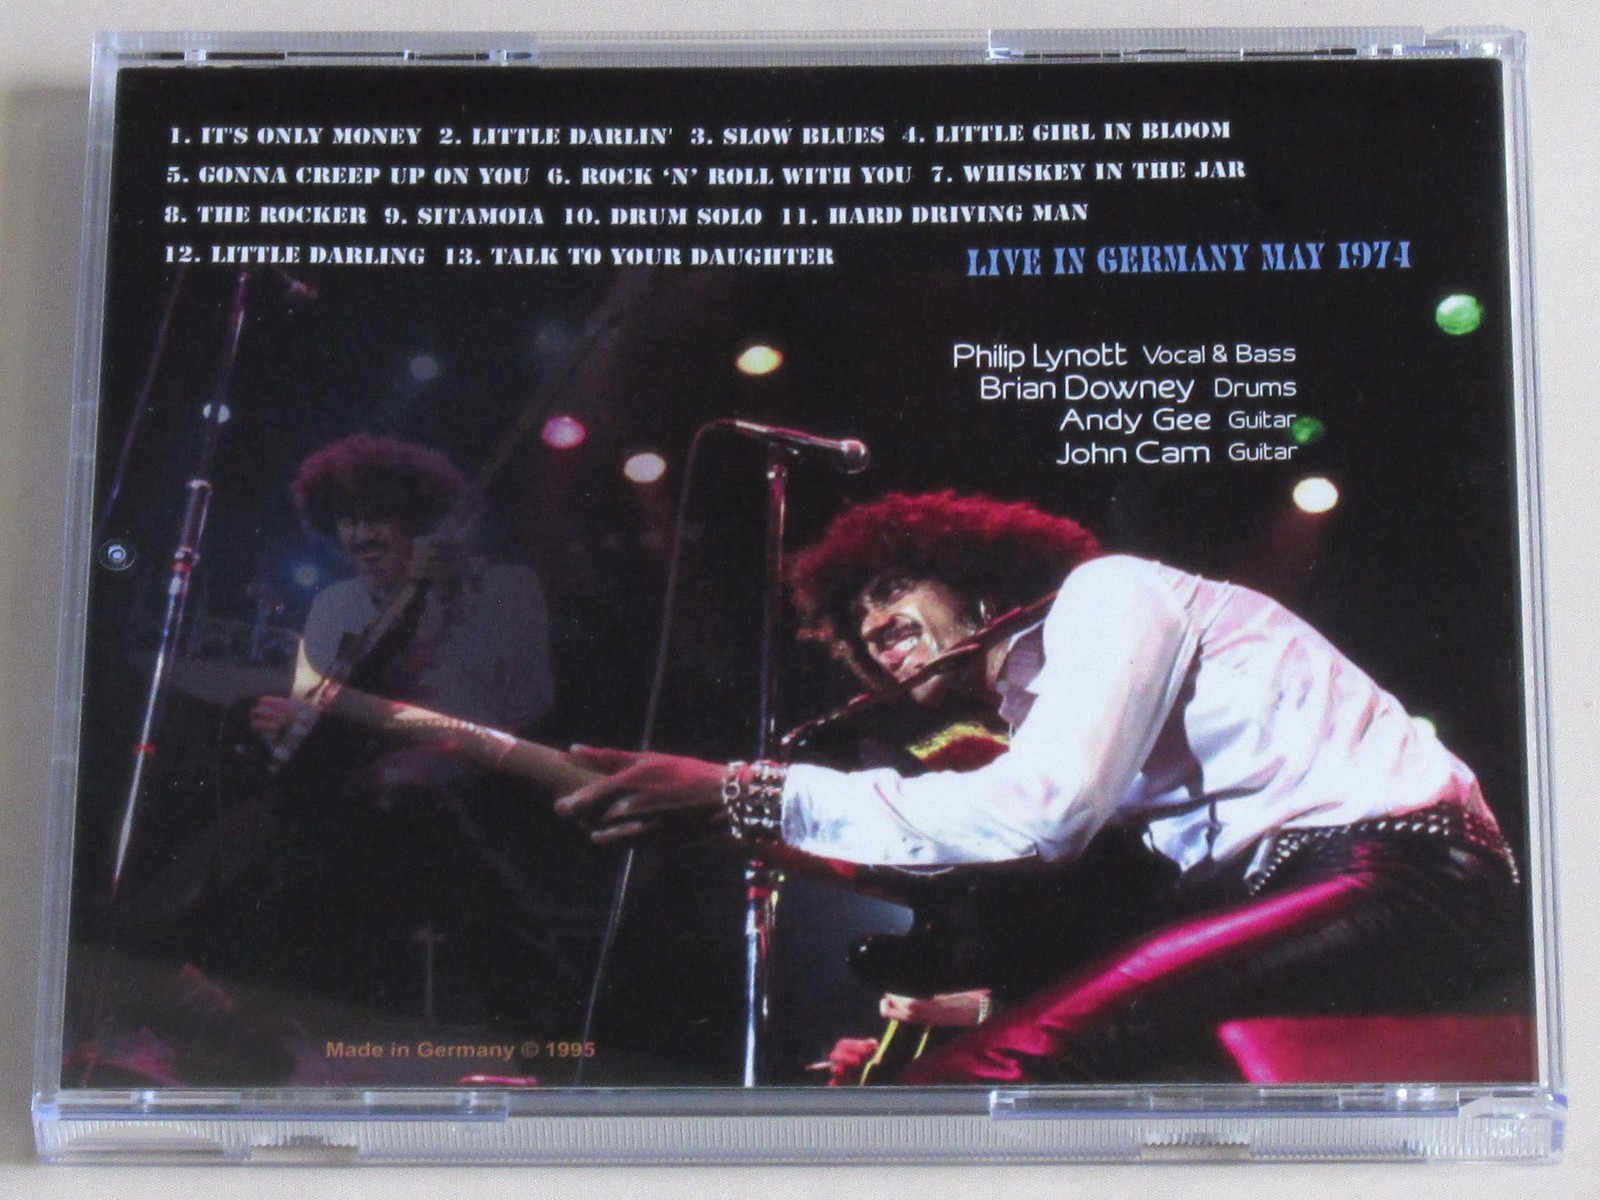 1. IT'S ONLY MONEY 2. LITTLE DARLIN' 3. SLOW BLUES 4. LITTLE GIRL IN BLOOM
5. GONNA CREEP UP ON YOU 6. ROCK ‘N’ ROLL WITH YOU 7. WHISKEY IN THE JAR
8. THE ROCKER 9. SITAMOIA 10. DRUM SOLO 11. HARD DRIVING MAN
12. LITTLE DARLING 13. TALK TO YOUR DAUGHTER
LIVE IN GERMANY MAY 1974
Philip Lynott Vocal & Bass
Brian Downey Drums
Andy Gee Guitar
John Cam Guitar
Made in Germany © 1995